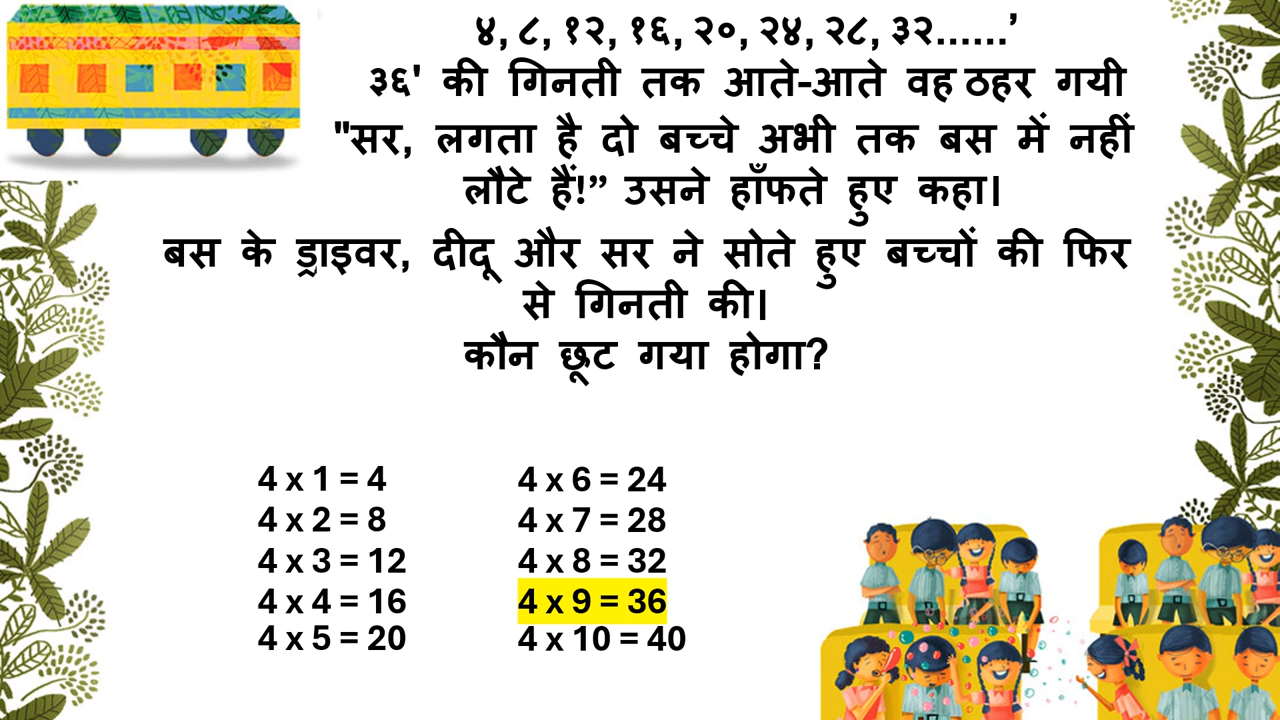 ४, ८, १२, १६, २०, २४, २८, ३२......’
३६' की गिनती तक आते-आते वह ठहर गयी
"सर, लगता है दो बच्चे अभी तक बस में नहीं
लौटे हैं!” उसने हाँफते हुए कहा।
बस के ड्राइवर, दीदू और सर ने सोते हुए बच्चों की फिर
से गिनती की।
कौन छूट गया होगा?
4 x 1 = 4
4 x 2 = 8
4 x 3 = 12
4 x 4 = 16
4 x 5 = 20
4 x 6 = 24
4 x 7 = 28
4 x 8 = 32
4 x 9 = 36
4 x 10 = 40